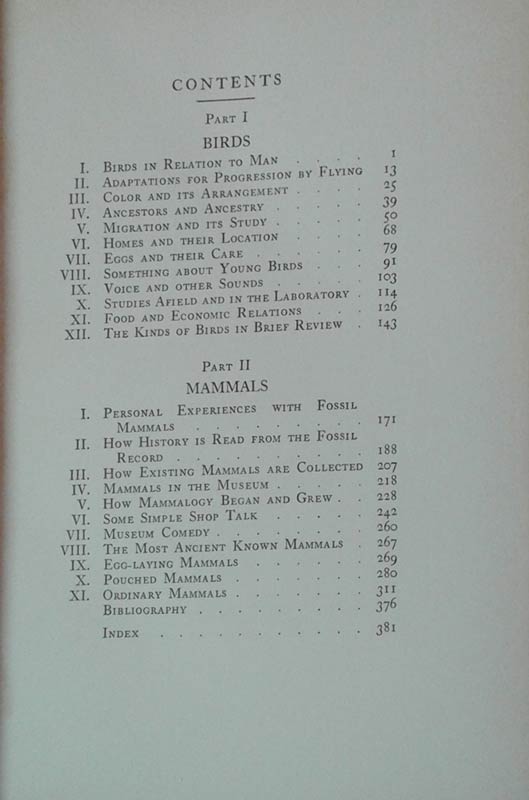 CONTENTS
PART I
BIRDS
I. BIRDS IN RELATION TO MAN . . . . 1
II. ADAPTATIONS FOR PROGRESSION BY FLYING 13
III. COLOR AND ITS ARRANGEMENT . . . . 25
IV. ANCESTORS AND ANCESTRY . . . . . 39
V. MIGRATION AND ITS STUDY . . . . . 50
VI. HOMES AND THEIR LOCATION . . . . 68
VII. EGGS AND THEIR CARE . . . . . . 79
VIII. SOMETHING ABOUT YOUNG BIRDS . . . 91
IX. VOICE AND OTHER SOUNDS . . . . . 103
X. STUDIES AFIELD AND IN THE LABORATORY . 114
XI. FOOD AND ECONOMIC RELATIONS . . . 126
XII. THE KINDS OF BIRDS IN BRIEF REVIEW . 143
PART II
MAMMALS
I. PERSONAL EXPERIENCES WITH FOSSIL
MAMMALS . . . . . . . . . 171
II. HOW HISTORY IS READ FROM THE FOSSIL
RECORD . . . . . . . . . . 188
III. HOW EXISTING MAMMALS ARE COLLECTED 207
IV. MAMMALS IN THE MUSEUM . . . . . 218
V. HOW MAMMALOGY BEGAN AND GREW . . 228
VI. SOME SIMPLE SHOP TALK . . . . . 242
VII. MUSEUM COMEDY . . . . . . . . 260
VIII. THE MOST ANCIENT KNOWN MAMMALS . 267
IX. EGG-LAYING MAMMALS . . . . . . 269
X. POUCHED MAMMALS . . . . . . . 280
XI. ORDINARY MAMMALS . . . . . . . 311
BIBLIOGRAPHY . . . . . . . . . 376
INDEX . . . . . . . . . . . 381